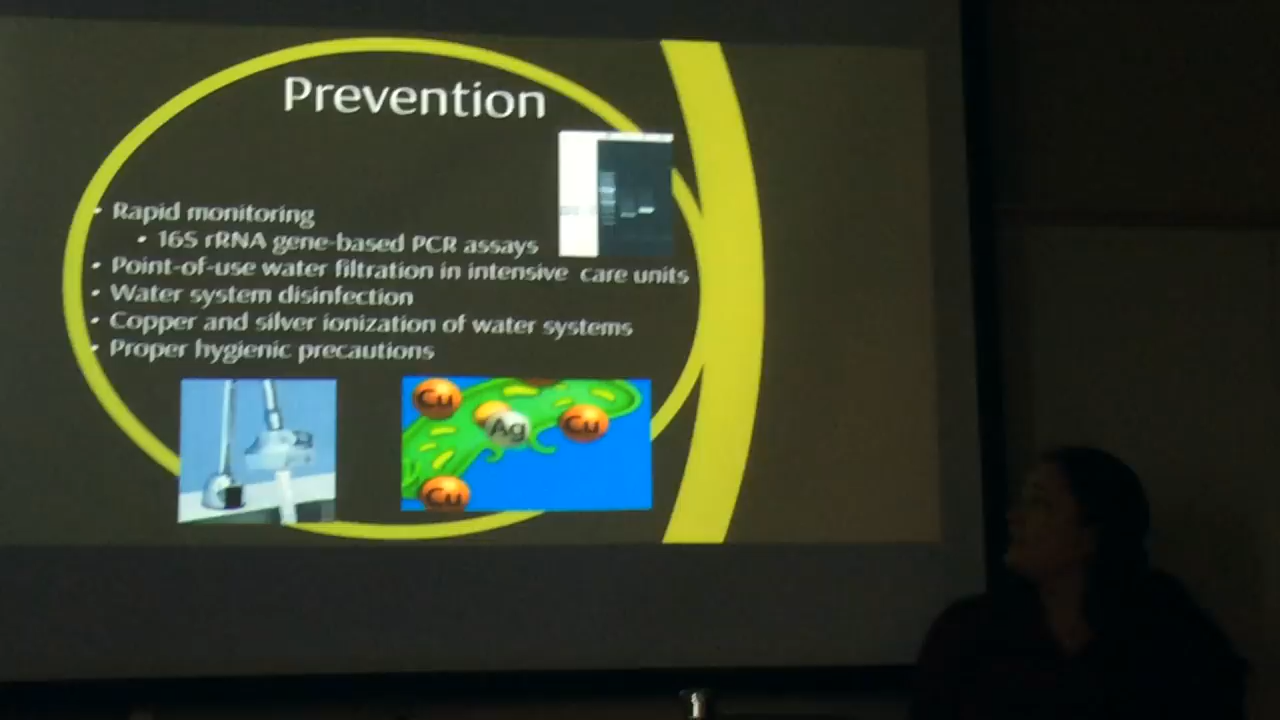 Prevention
• Rapid monitoring
• 16S rRNA gene-based PCR assays
• Point-of-use water filtration in intensive care units
• Water system disinfection
• Copper and silver ionization of water systems
• Proper hygienic precautions
Cu
Ag
Cu
Cu